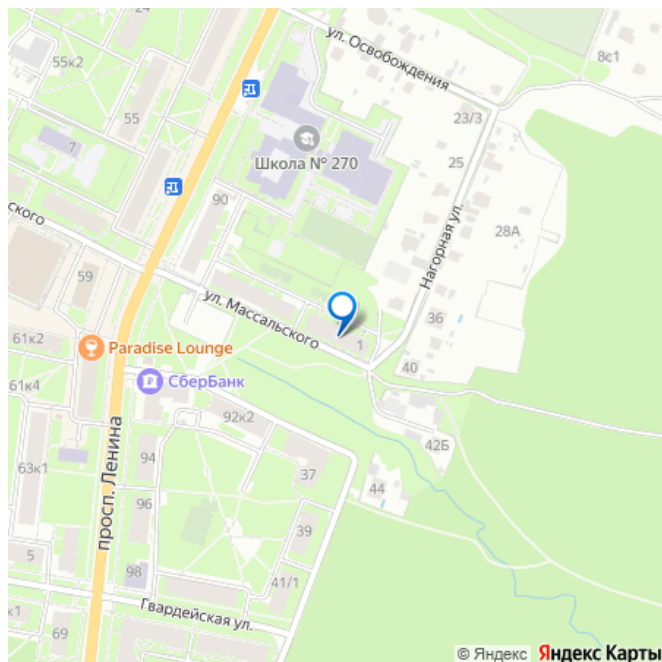 24
ул. Освобождения
8с1
55к2
55
23/3
7
Школа № 270
25
90
Нагорная ул.
28А
ского
59
ул. Массальского
36
61к2
Paradise Lounge
1
40
61к4
СберБанк
92к2
42Б
просп. Ленина
94
63к1
37
44
96
39
5
98
41/1
к1
Гвардейская ул.
69
© Яндекс Яндекс Карты